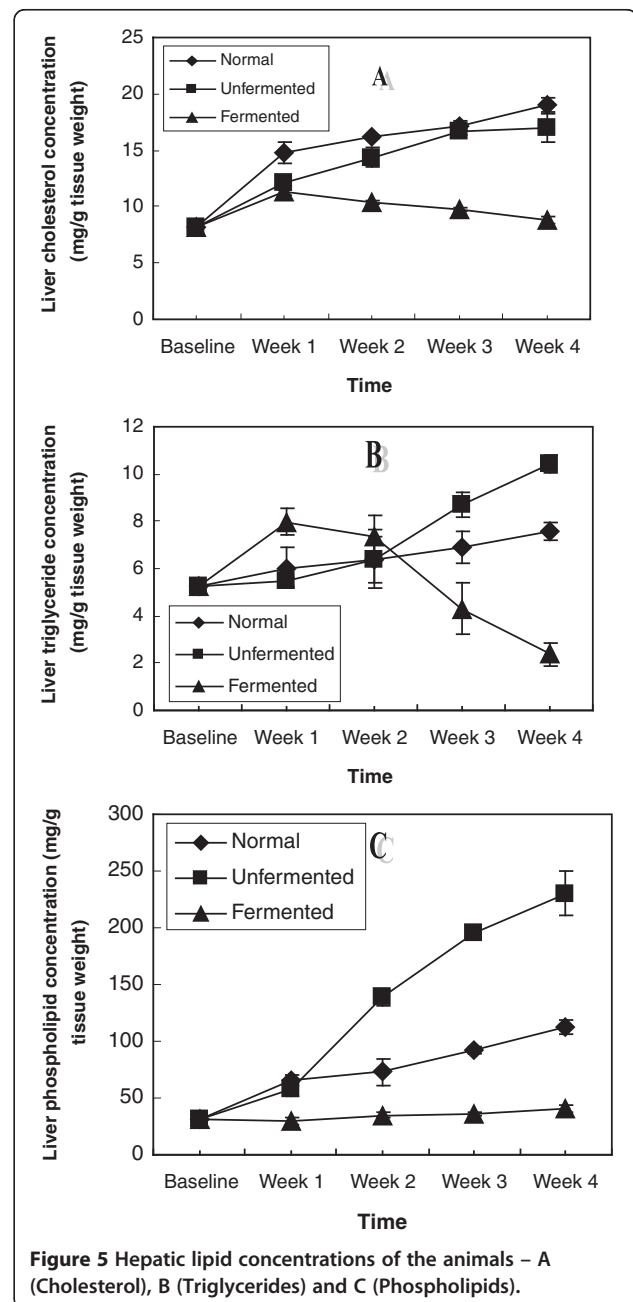 Liver cholesterol concentration
(mg/g tissue weight)
25
20
15
10
5
0
Normal
Unfermented
Fermented
A
Baseline Week 1 Week 2 Week 3 Week 4
Time
Liver triglyceride concentration
(mg/g tissue weight)
12
10
8
6
4
2
0
B
Normal
Unfermented
Fermented
Baseline Week 1 Week 2 Week 3 Week 4
Time
Liver phospholipid concentration (mg/g
tissue weight)
300
250
200
150
100
50
0
Normal
Unfermented
Fermented
C
Baseline Week 1 Week 2 Week 3 Week 4
Time
Figure 5 Hepatic lipid concentrations of the animals – A
(Cholesterol), B (Triglycerides) and C (Phospholipids).